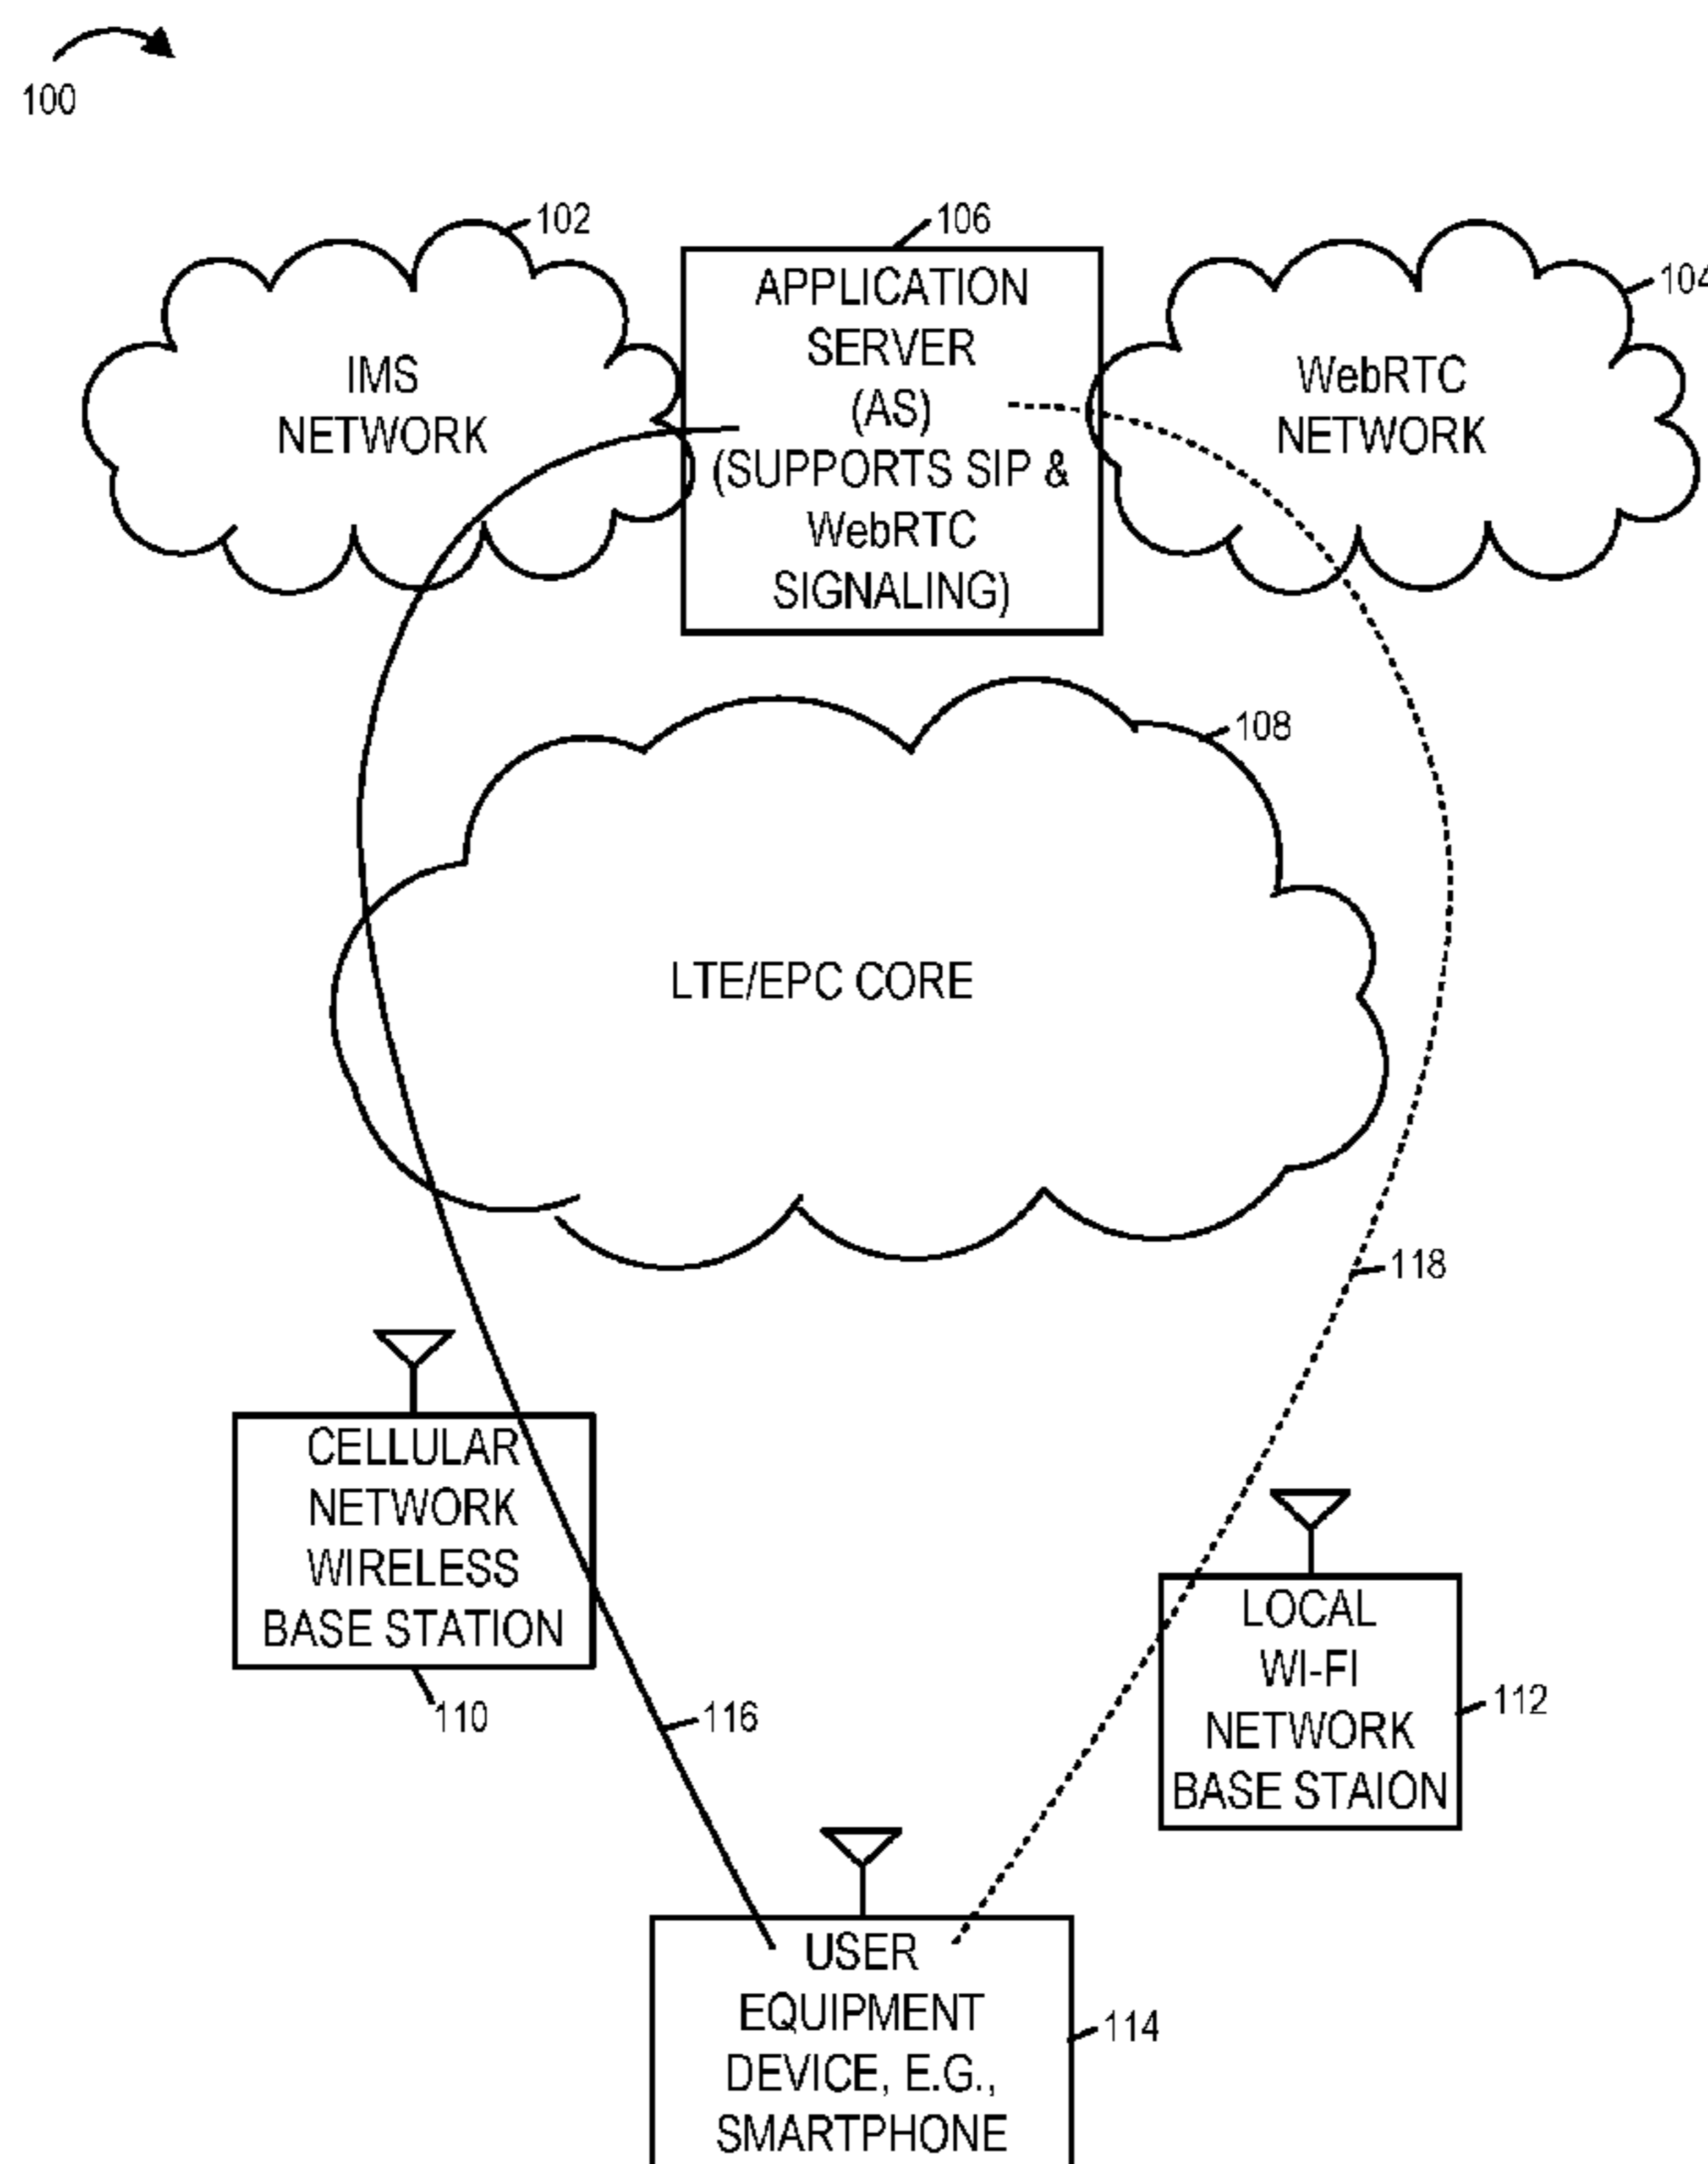 100
102
106
104
IMS
NETWORK
APPLICATION
SERVER
(AS)
(SUPPORTS SIP &
WebRTC
SIGNALING)
WebRTC
NETWORK
108
LTE/EPC CORE
118
CELLULAR
NETWORK
WIRELESS
BASE STATION
110
116
LOCAL
WI-FI
NETWORK
BASE STAION
112
USER
EQUIPMENT
DEVICE, E.G.,
SMARTPHONE
114